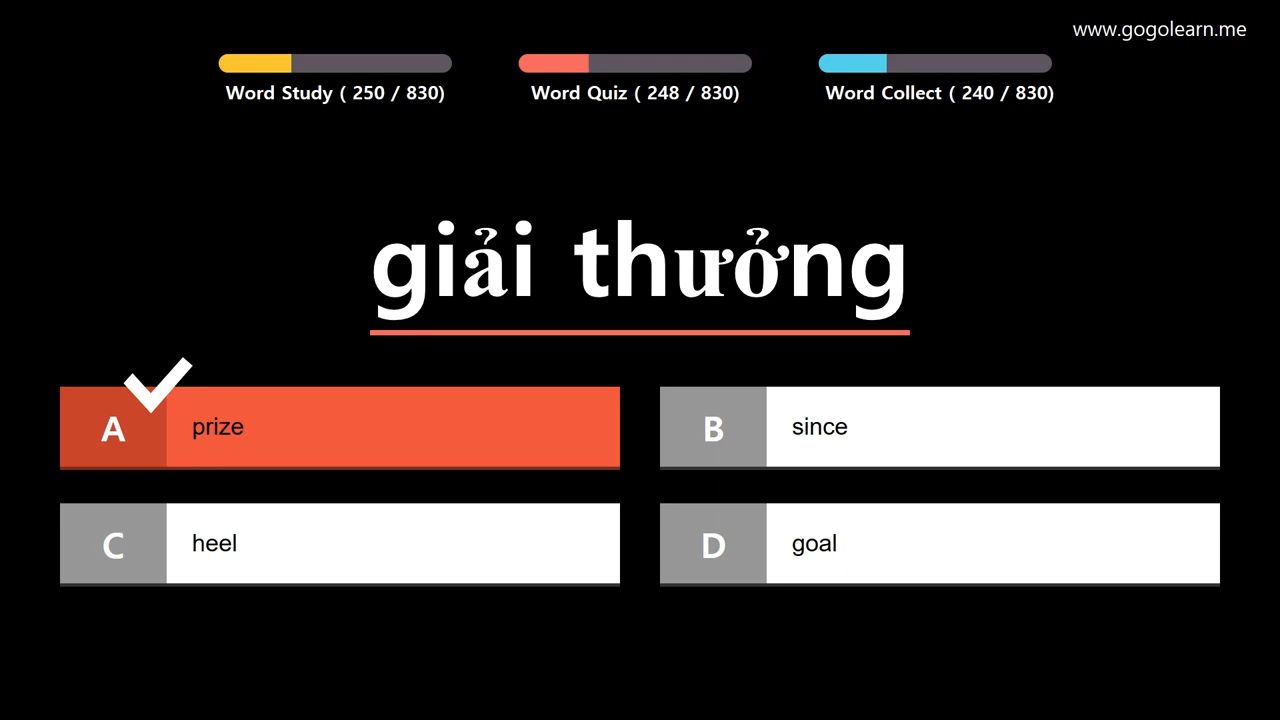 www.gogolearn.me
Word Study ( 250 / 830)
Word Quiz ( 248 / 830)
Word Collect ( 240 / 830)
giải thưởng
A prize
B since
C heel
D goal